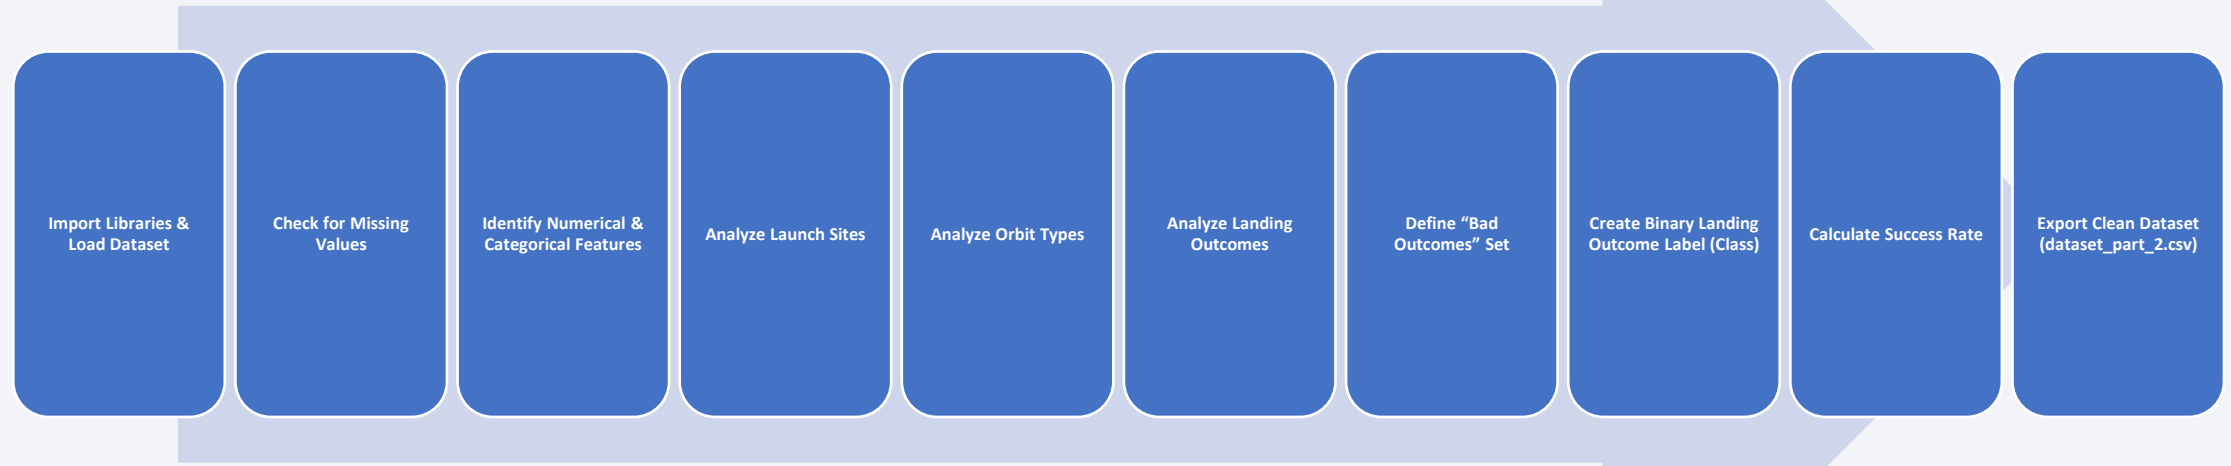 Import Libraries &
Load Dataset
Check for Missing
Values
Identify Numerical &
Categorical Features
Analyze Launch Sites
Analyze Orbit Types
Analyze Landing
Outcomes
Define “Bad
Outcomes” Set
Create Binary Landing
Outcome Label (Class)
Calculate Success Rate
Export Clean Dataset
(dataset_part_2.csv)